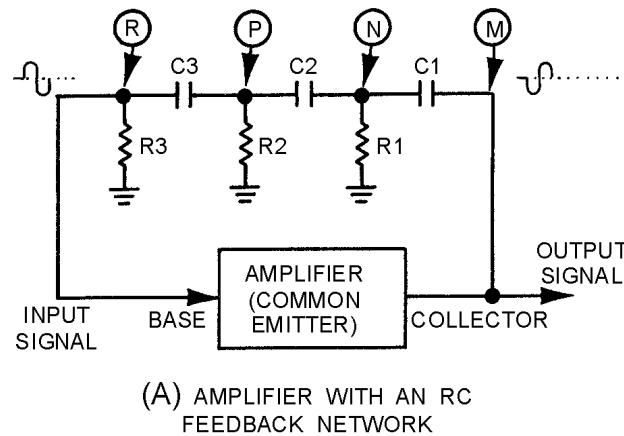 R P N M
C3 C2 C1
R3 R2 R1
AMPLIFIER
(COMMON
EMITTER)
OUTPUT
SIGNAL
INPUT
SIGNAL
BASE
COLLECTOR
(A) AMPLIFIER WITH AN RC
FEEDBACK NETWORK